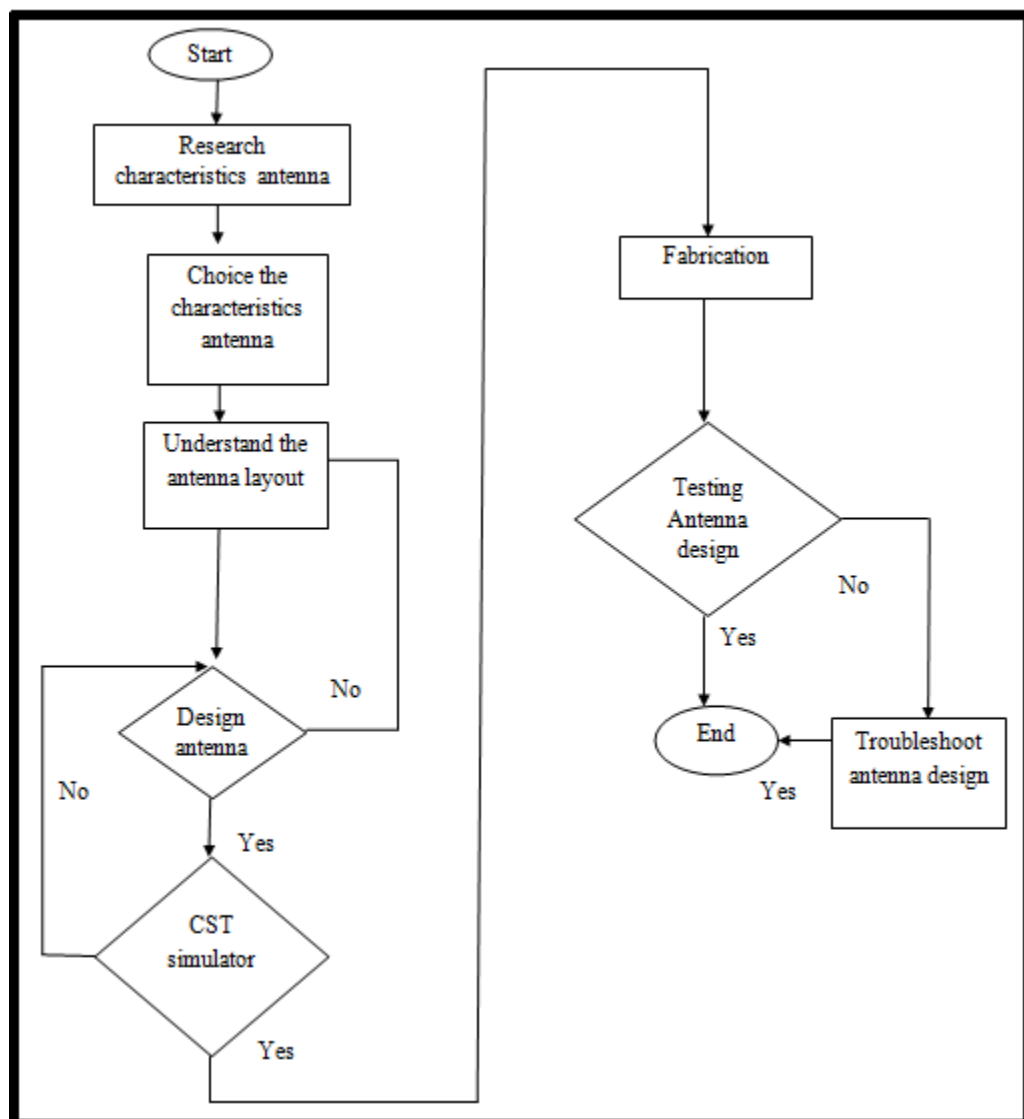 Start
Research
characteristics antenna
Choice the
characteristics
antenna
Understand the
antenna layout
No
Design
antenna
No
Yes
CST
simulator
Yes
Fabrication
Testing
Antenna
design
No
Yes
End
Troubleshoot
antenna design
Yes